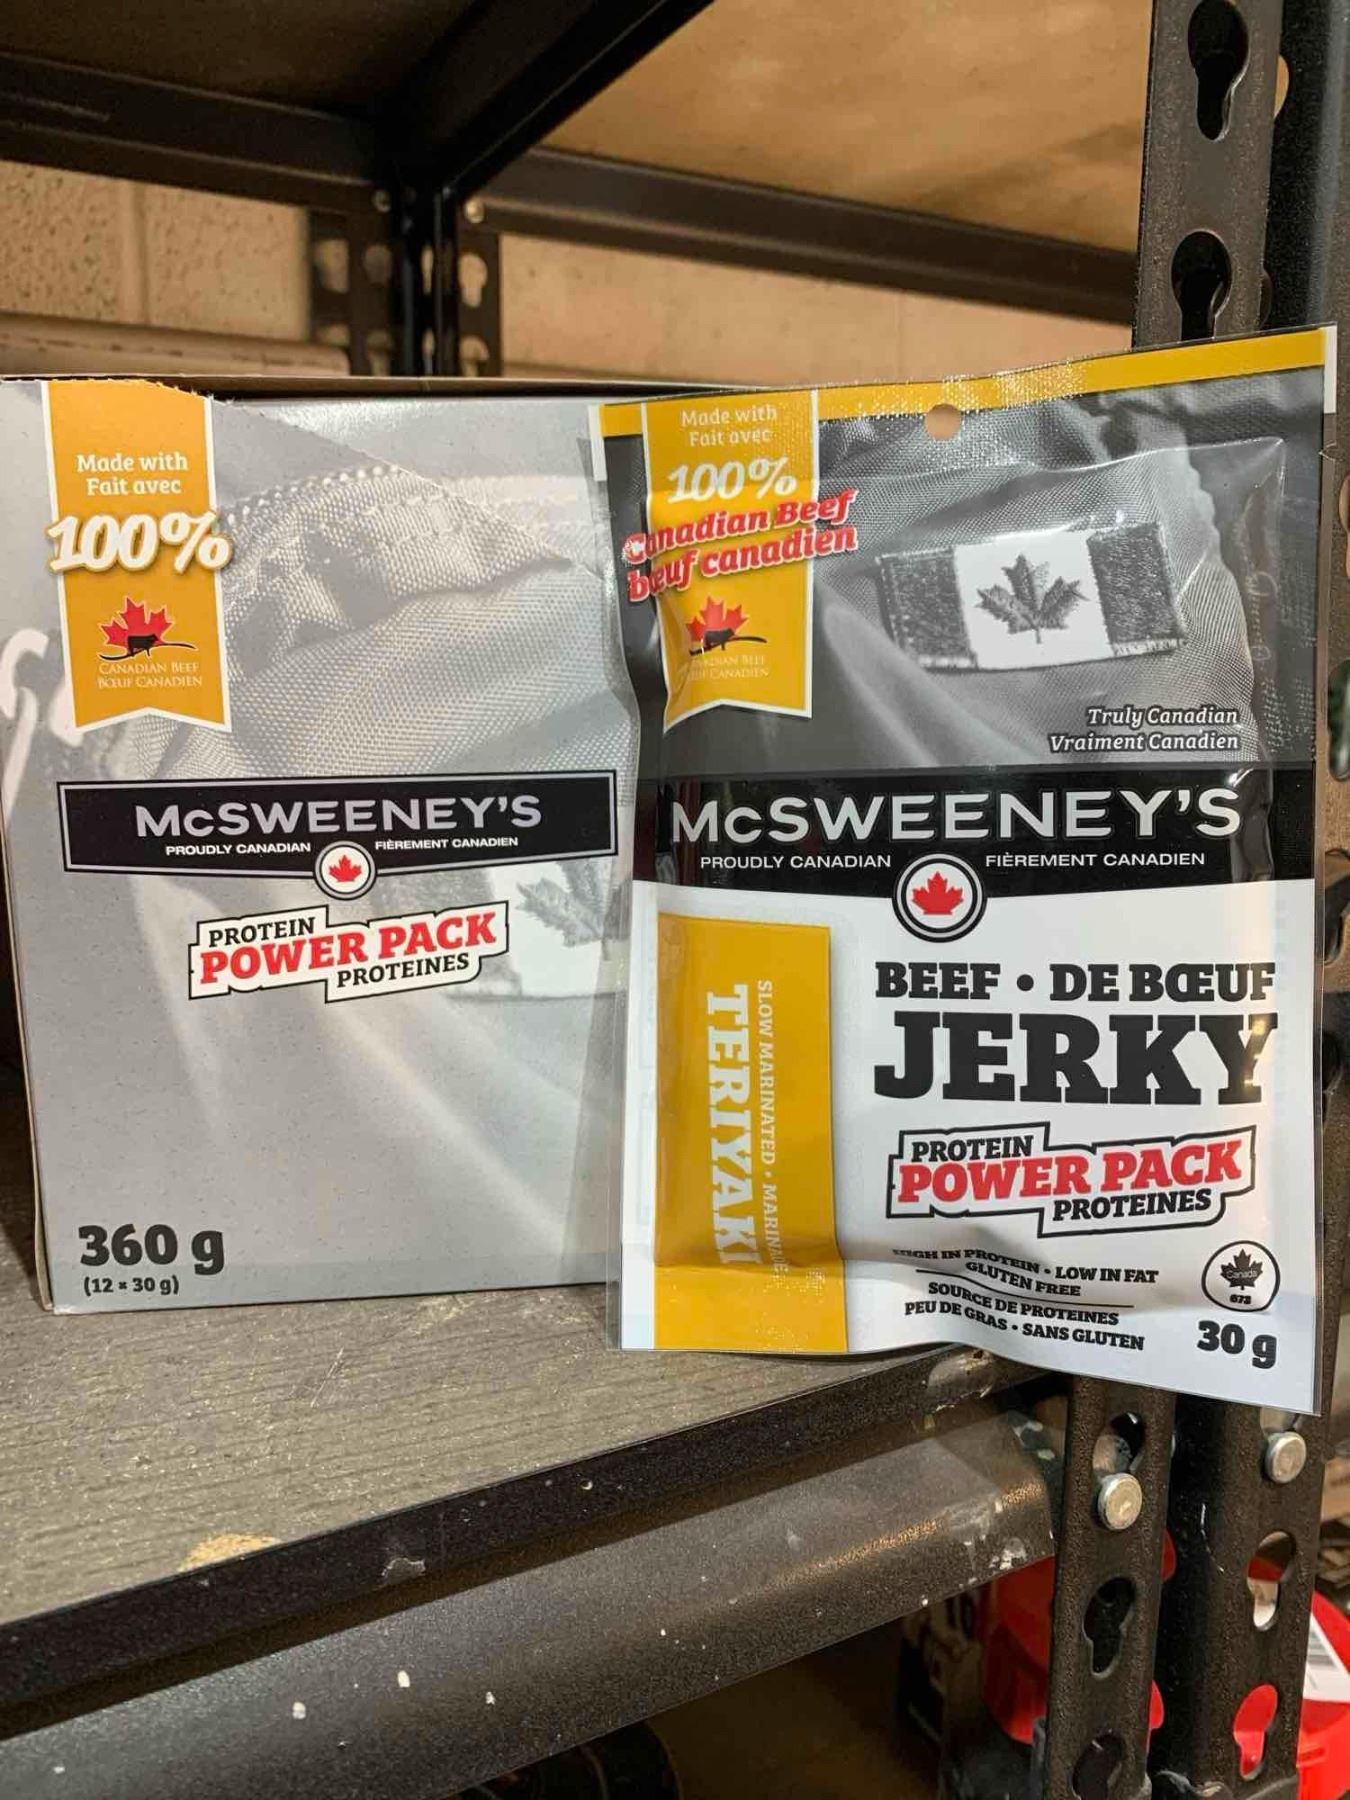 Made with
Fait avec
100%
CANADIAN BEEF
BŒUF CANADIEN
McSWEENEY'S
PROUDLY CANADIAN
FIÈREMENT CANADIEN
PROTEIN
POWER PACK
PROTEINES
360 g
(12 × 30 g)
Made with
Fait avec
100%
Canadian Beef
bœuf canadien
BEEF
CANADIEN
Truly Canadian
Vraiment Canadien
McSWEENEY'S
PROUDLY CANADIAN
FIÈREMENT CANADIEN
SLOW MARINATED •
TERIYAKI
BEEF • DE BŒUF
JERKY
PROTEIN
POWER PACK
PROTEINES
HIGH IN PROTEIN • LOW IN FAT
GLUTEN FREE
SOURCE DE PROTEINES
PEU DE GRAS • SANS GLUTEN
Canada
673
30 g